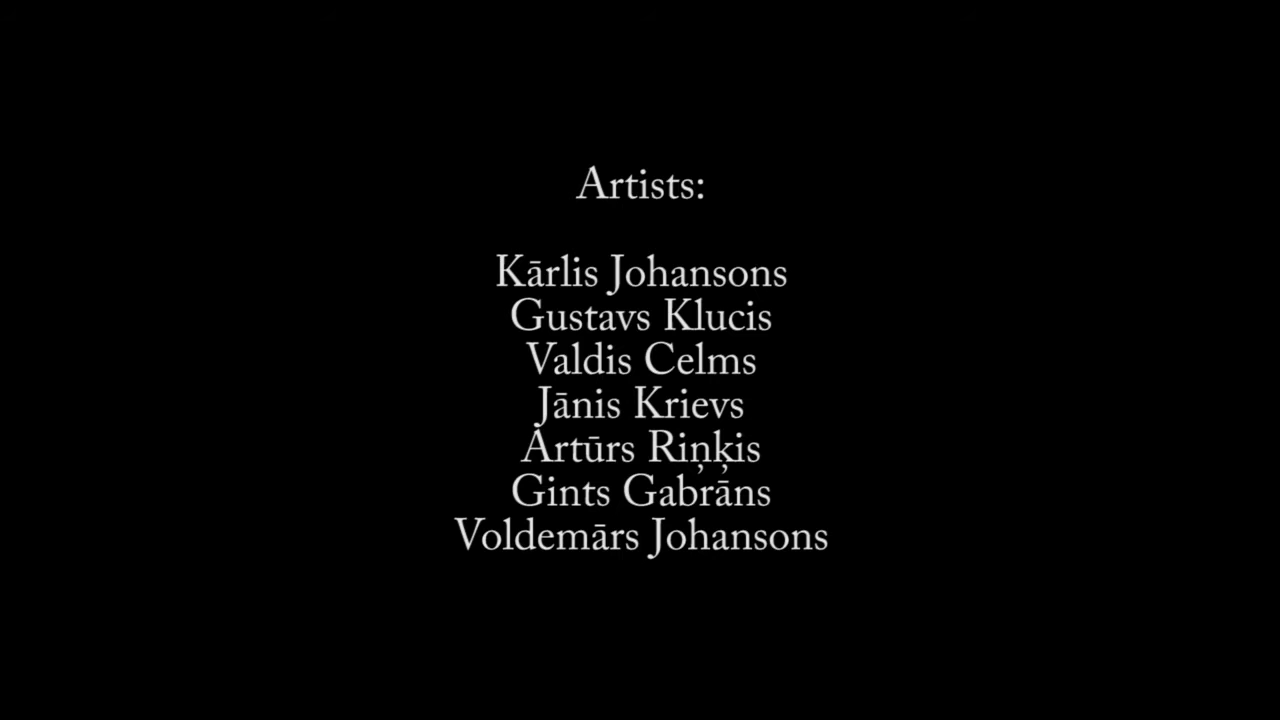 Artists:
Kārlis Johansons
Gustavs Klucis
Valdis Celms
Jānis Krievs
Artūrs Riņķis
Gints Gabrāns
Voldemārs Johansons